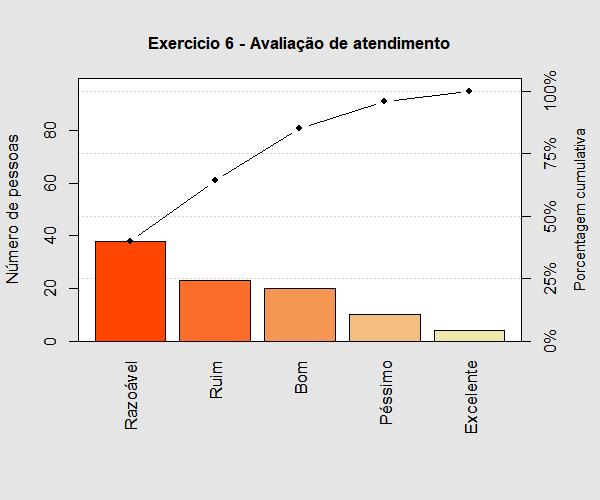 Exercicio 6 - Avaliação de atendimento
Número de pessoas
80
60
40
20
0
100%
75%
50%
25%
0%
Porcentagem cumulativa
Razoável
Ruim
Bom
Péssimo
Excelente